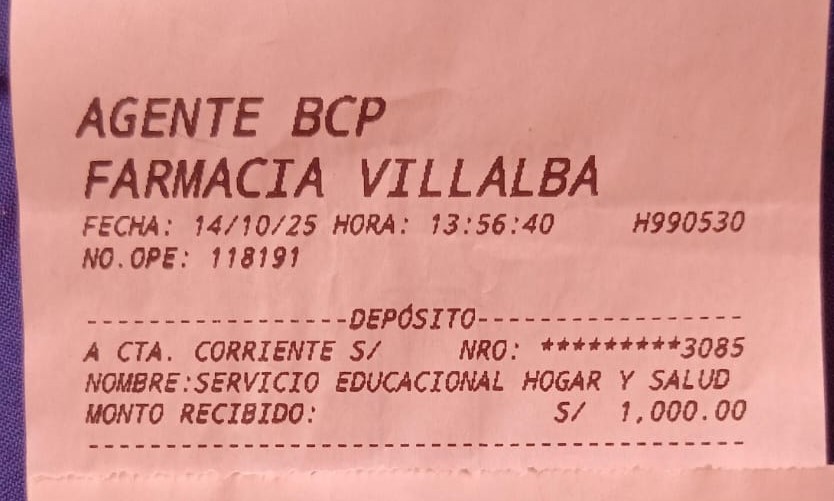 AGENTE BCP
FARMACIA VILLALBA
FECHA: 14/10/25 HORA: 13:56:40 H990530
NO.OPE: 118191
-----------------DEPÓSITO-----------------
A CTA. CORRIENTE S/ NRO: *********3085
NOMBRE:SERVICIO EDUCACIONAL HOGAR Y SALUD
MONTO RECIBIDO: S/ 1,000.00
------------------------------------------